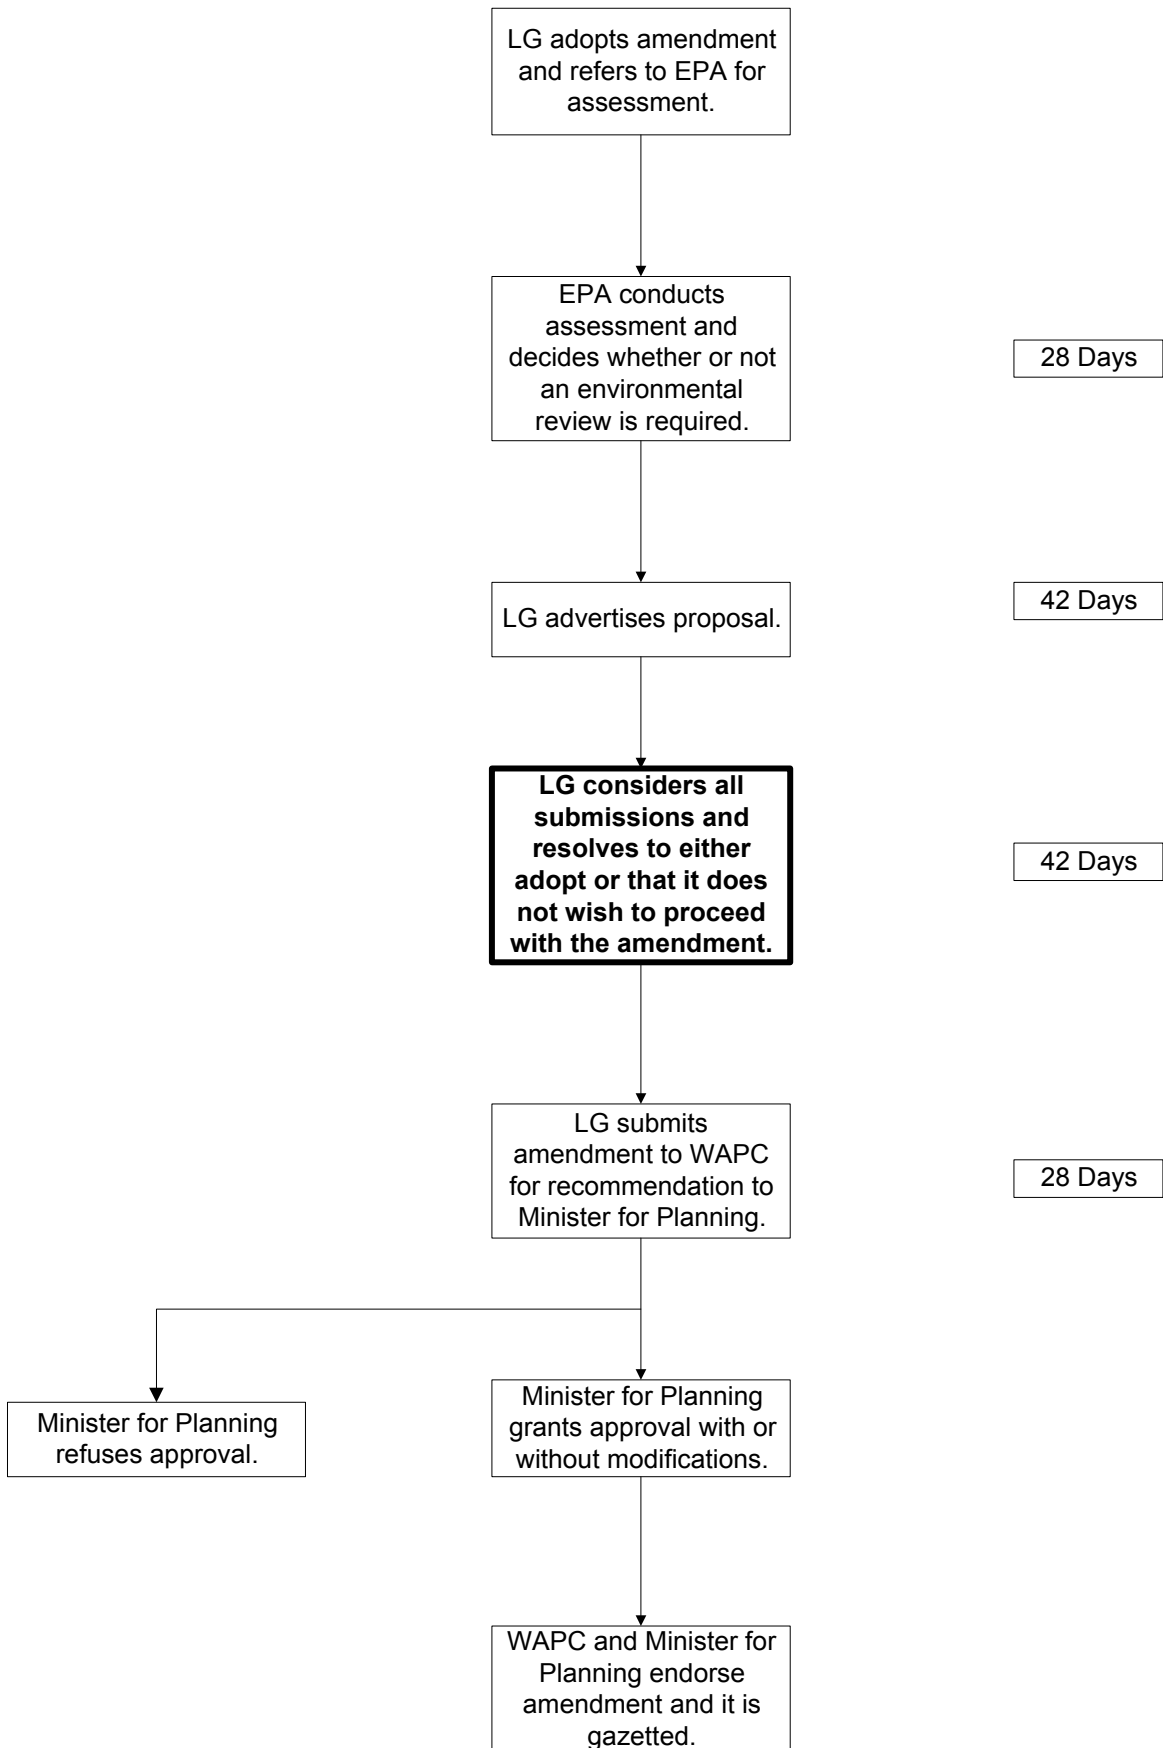 LG adopts amendment
and refers to EPA for
assessment.
EPA conducts
assessment and
decides whether or not
an environmental
review is required.
28 Days
LG advertises proposal.
42 Days
LG considers all
submissions and
resolves to either
adopt or that it does
not wish to proceed
with the amendment.
42 Days
LG submits
amendment to WAPC
for recommendation to
Minister for Planning.
28 Days
Minister for Planning
refuses approval.
Minister for Planning
grants approval with or
without modifications.
WAPC and Minister for
Planning endorse
amendment and it is
gazetted.